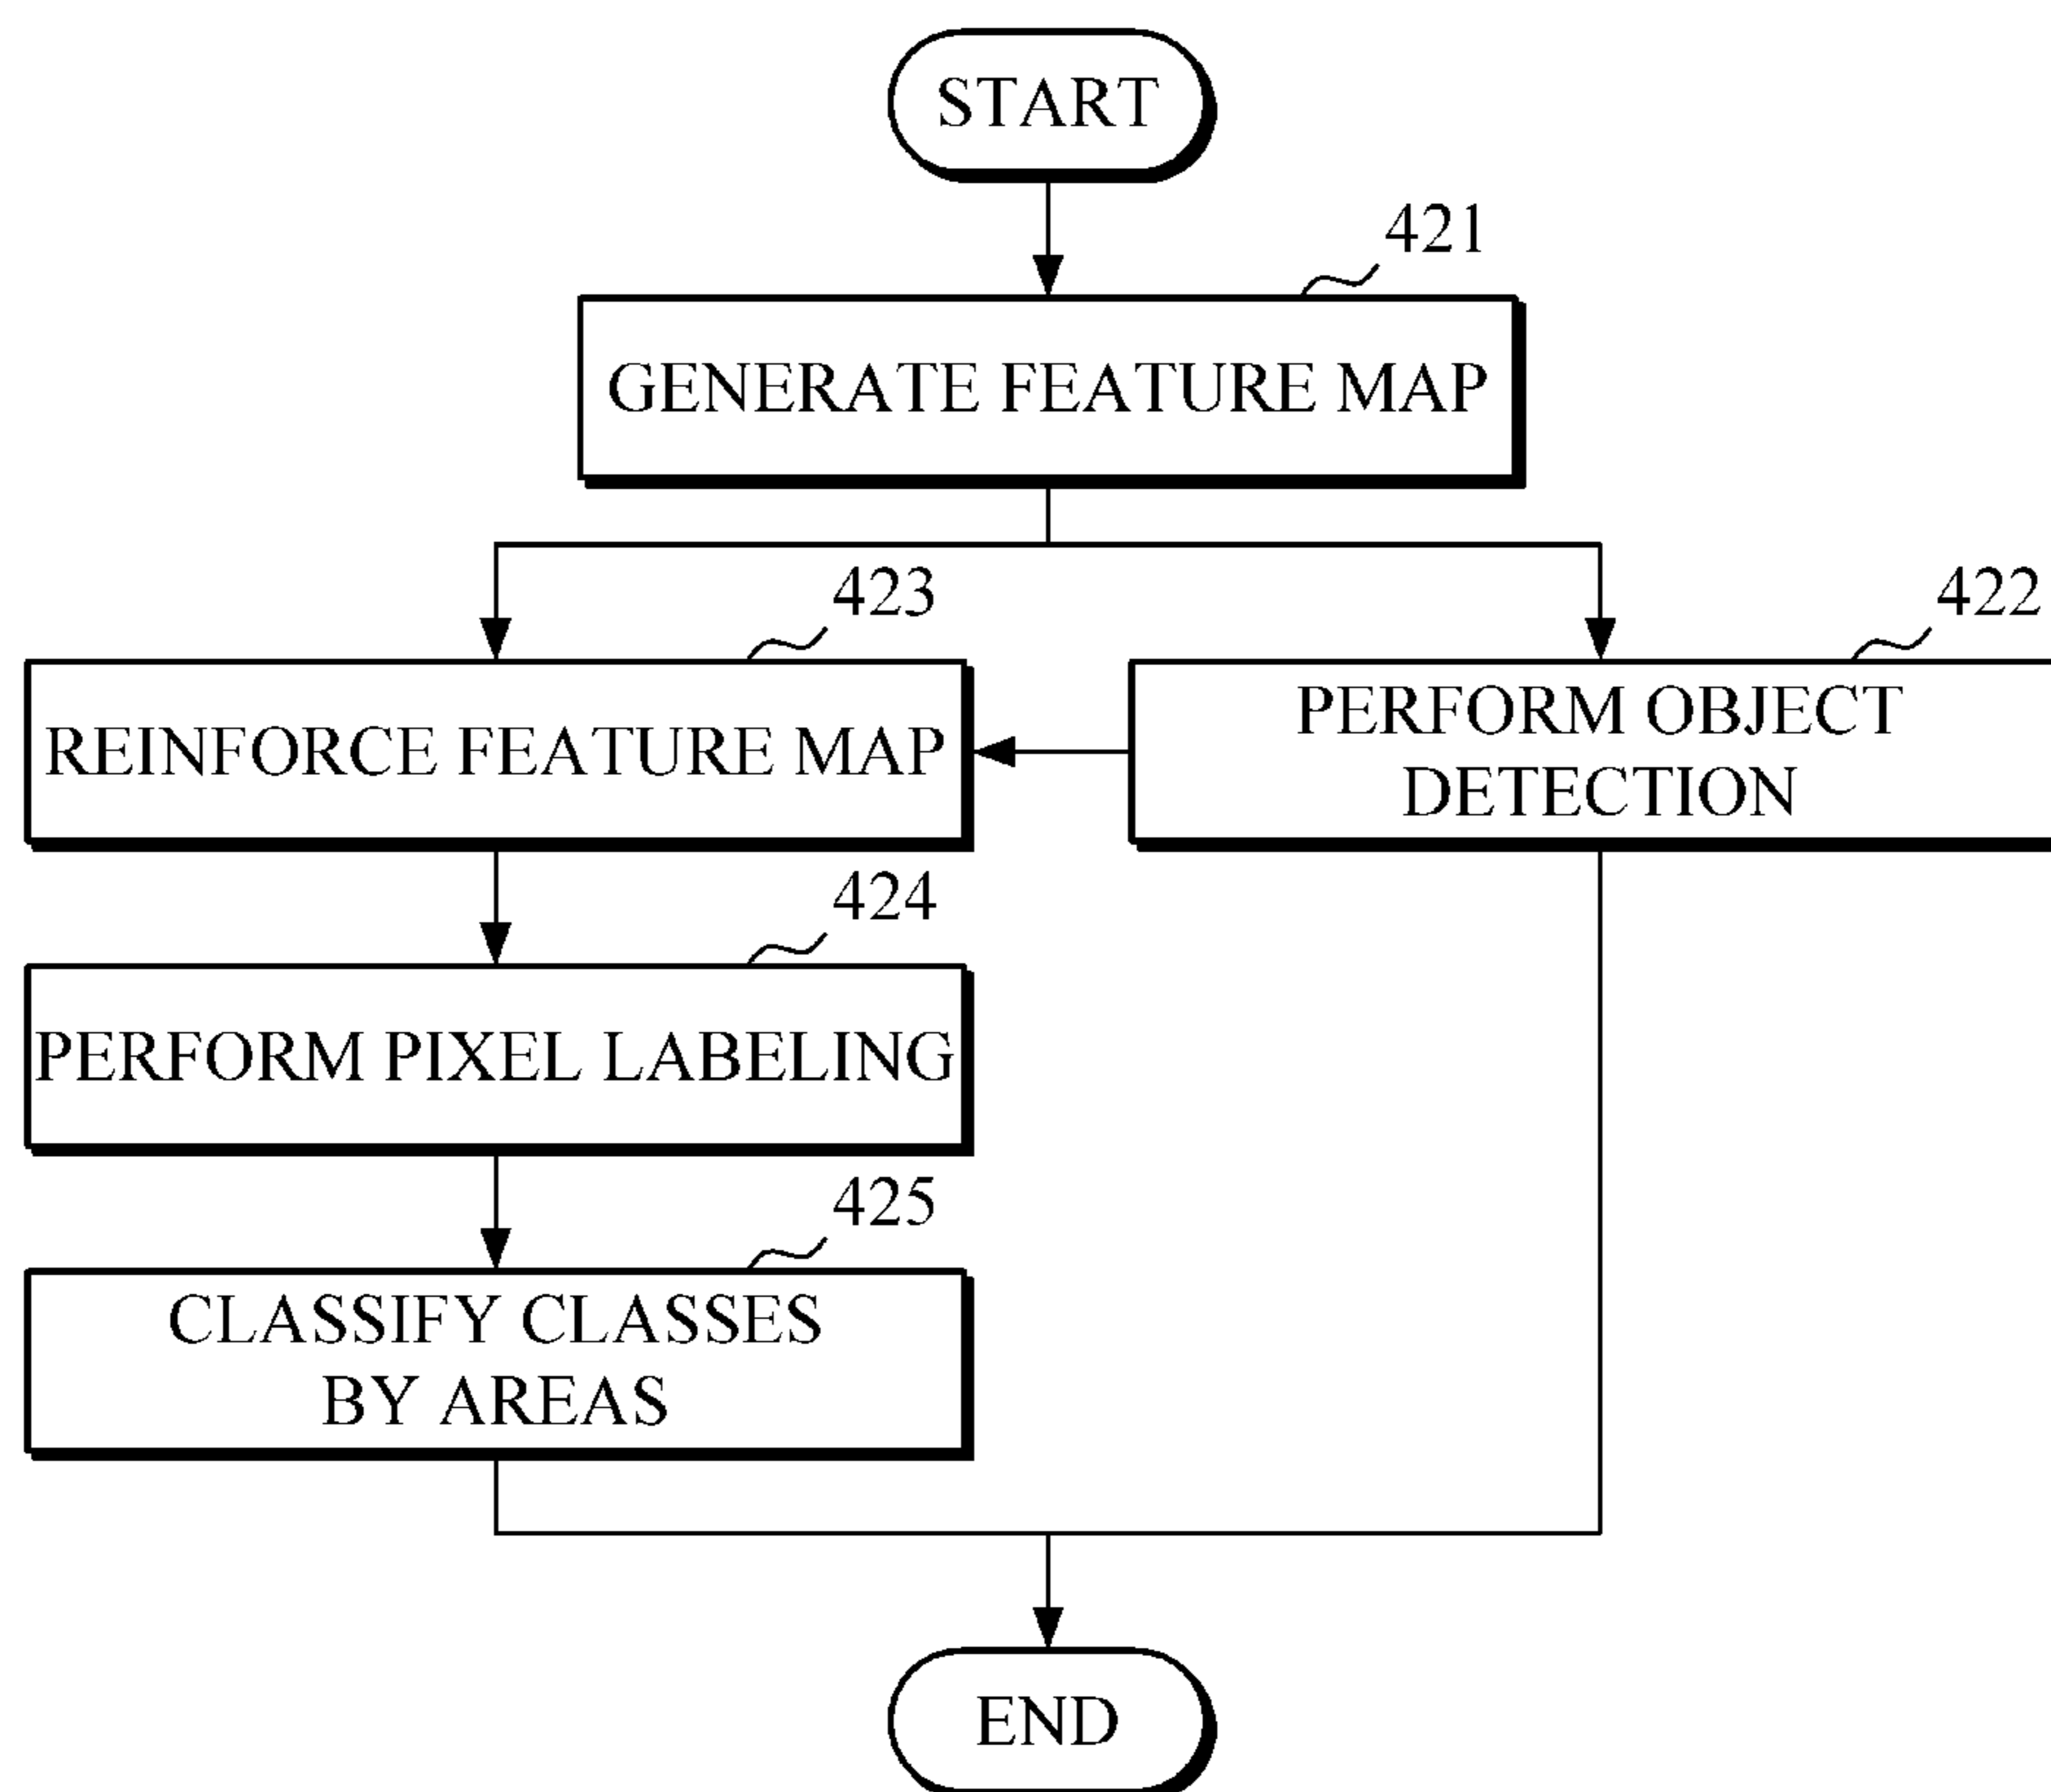 START
421
GENERATE FEATURE MAP
423
422
REINFORCE FEATURE MAP
PERFORM OBJECT
DETECTION
424
PERFORM PIXEL LABELING
425
CLASSIFY CLASSES
BY AREAS
END